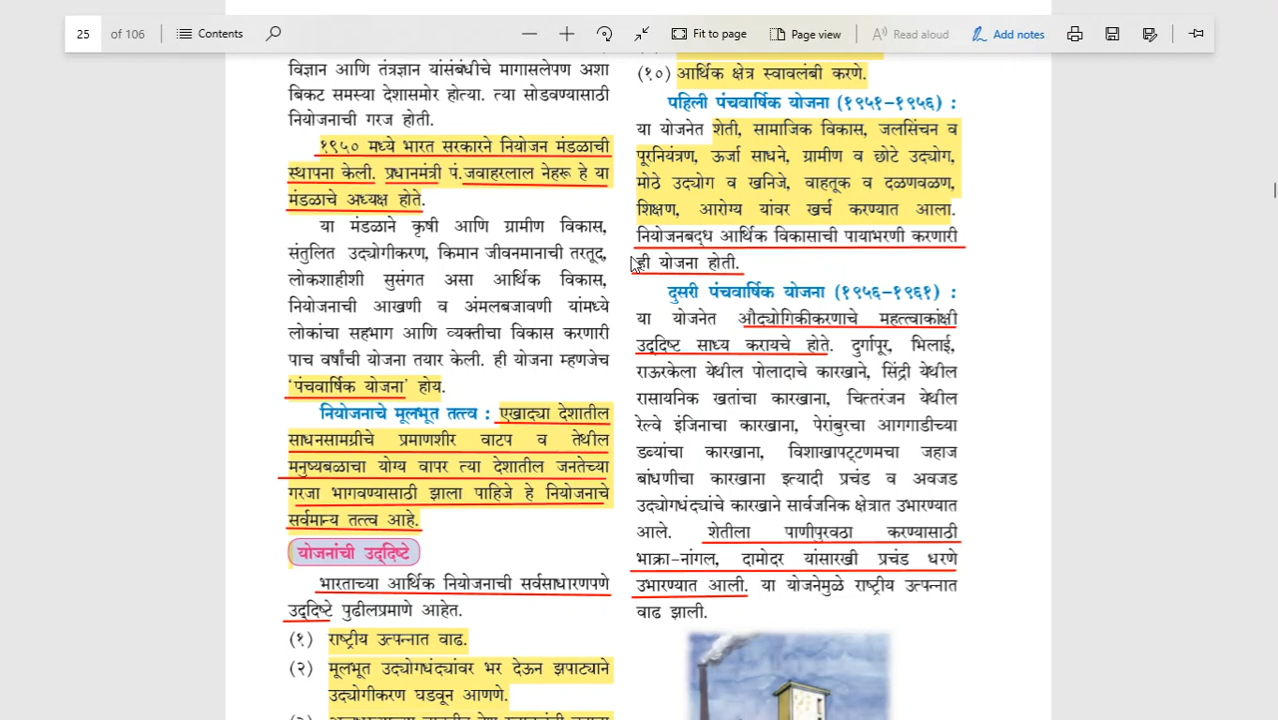 25 of 106 Contents Fit to page Page view Read aloud Add notes
विज्ञान आणि तंत्रज्ञान यांसंबंधीचे मागासलेपण अशा
बिकट समस्या देशासमोर होत्या. त्या सोडवण्यासाठी
नियोजनाची गरज होती.
१९५० मध्ये भारत सरकारने नियोजन मंडळाची
स्थापना केली. प्रधानमंत्री पं.जवाहरलाल नेहरू हे या
मंडळाचे अध्यक्ष होते.
या मंडळाने कृषी आणि ग्रामीण विकास,
संतुलित उद्योगीकरण, किमान जीवनमानाची तरतूद,
लोकशाहीशी सुसंगत असा आर्थिक विकास,
नियोजनाची आखणी व अंमलबजावणी यांमध्ये
लोकांचा सहभाग आणि व्यक्तीचा विकास करणारी
पाच वर्षांची योजना तयार केली. ही योजना म्हणजेच
‘पंचवार्षिक योजना’ होय.
नियोजनाचे मूलभूत तत्त्व : एखाद्या देशातील
साधनसामग्रीचे प्रमाणशीर वाटप व तेथील
मनुष्यबळाचा योग्य वापर त्या देशातील जनतेच्या
गरजा भागवण्यासाठी झाला पाहिजे हे नियोजनाचे
सर्वमान्य तत्त्व आहे.
योजनांची उद्‌दिष्टे
भारताच्या आर्थिक नियोजनाची सर्वसाधारणपणे
उद्‌दिष्टे पुढीलप्रमाणे आहेत.
(१) राष्ट्रीय उत्पन्नात वाढ.
(२) मूलभूत उद्योगधंद्यांवर भर देऊन झपाट्याने
उद्योगीकरण घडवून आणणे.
(१०) आर्थिक क्षेत्र स्वावलंबी करणे.
पहिली पंचवार्षिक योजना (१९५१–१९५६) :
या योजनेत शेती, सामाजिक विकास, जलसिंचन व
पूरनियंत्रण, ऊर्जा साधने, ग्रामीण व छोटे उद्योग,
मोठे उद्योग व खनिजे, वाहतूक व दळणवळण,
शिक्षण, आरोग्य यांवर खर्च करण्यात आला.
नियोजनबद्ध आर्थिक विकासाची पायाभरणी करणारी
ही योजना होती.
दुसरी पंचवार्षिक योजना (१९५६–१९६१) :
या योजनेत औद्योगिकीकरणाचे महत्त्वाकांक्षी
उद्‌दिष्ट साध्य करायचे होते. दुर्गापूर, भिलाई,
राऊरकेला येथील पोलादाचे कारखाने, सिंद्री येथील
रासायनिक खतांचा कारखाना, चित्तरंजन येथील
रेल्वे इंजिनाचा कारखाना, पेरांबुरचा आगगाडीच्या
डब्यांचा कारखाना, विशाखापट्‌टणमचा जहाज
बांधणीचा कारखाना इत्यादी प्रचंड व अवजड
उद्योगधंद्यांचे कारखाने सार्वजनिक क्षेत्रात उभारण्यात
आले. शेतीला पाणीपुरवठा करण्यासाठी
भाक्रा–नांगल, दामोदर यांसारखी प्रचंड धरणे
उभारण्यात आली. या योजनेमुळे राष्ट्रीय उत्पन्नात
वाढ झाली.